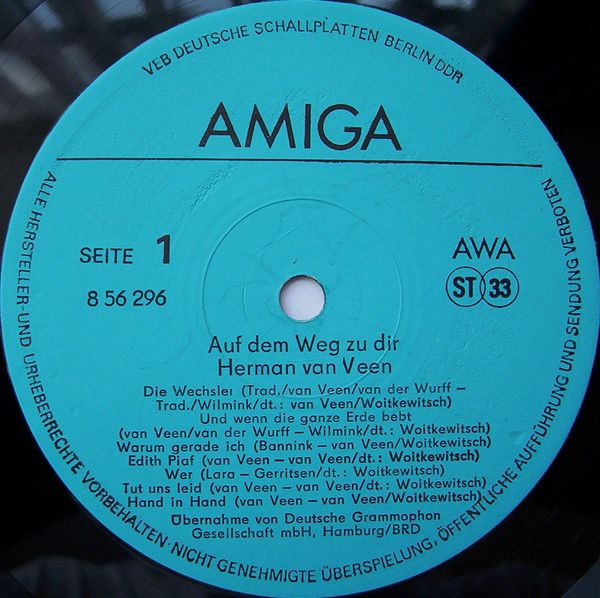 VEB DEUTSCHE SCHALLPLATTEN BERLIN DDR
AMIGA
SEITE 1
8 56 296
AWA
ST 33
Auf dem Weg zu dir
Herman van Veen
Die Wechsler (Trad./van Veen/van der Wurff –
Trad./Wilmink/dt.: van Veen/Woitkewitsch)
Und wenn die ganze Erde bebt
(van Veen/van der Wurff – Wilmink/dt.: Woitkewitsch)
Warum gerade ich (Bannink – van Veen/Woitkewitsch)
Edith Piaf (van Veen – van Veen/dt.: Woitkewitsch)
Wer (Lara – Gerritsen/dt.: Woitkewitsch)
Tut uns leid (van Veen – van Veen/dt.: Woitkewitsch)
Hand in Hand (van Veen – van Veen/Woitkewitsch)
Übernahme von Deutsche Grammophon
Gesellschaft mbH, Hamburg/BRD
ALLE HERSTELLER- UND URHEBERRECHTE VORBEHALTEN · NICHT GENEHMIGTE ÜBERSPIELUNG, ÖFFENTLICHE AUFFÜHRUNG UND SENDUNG VERBOTEN